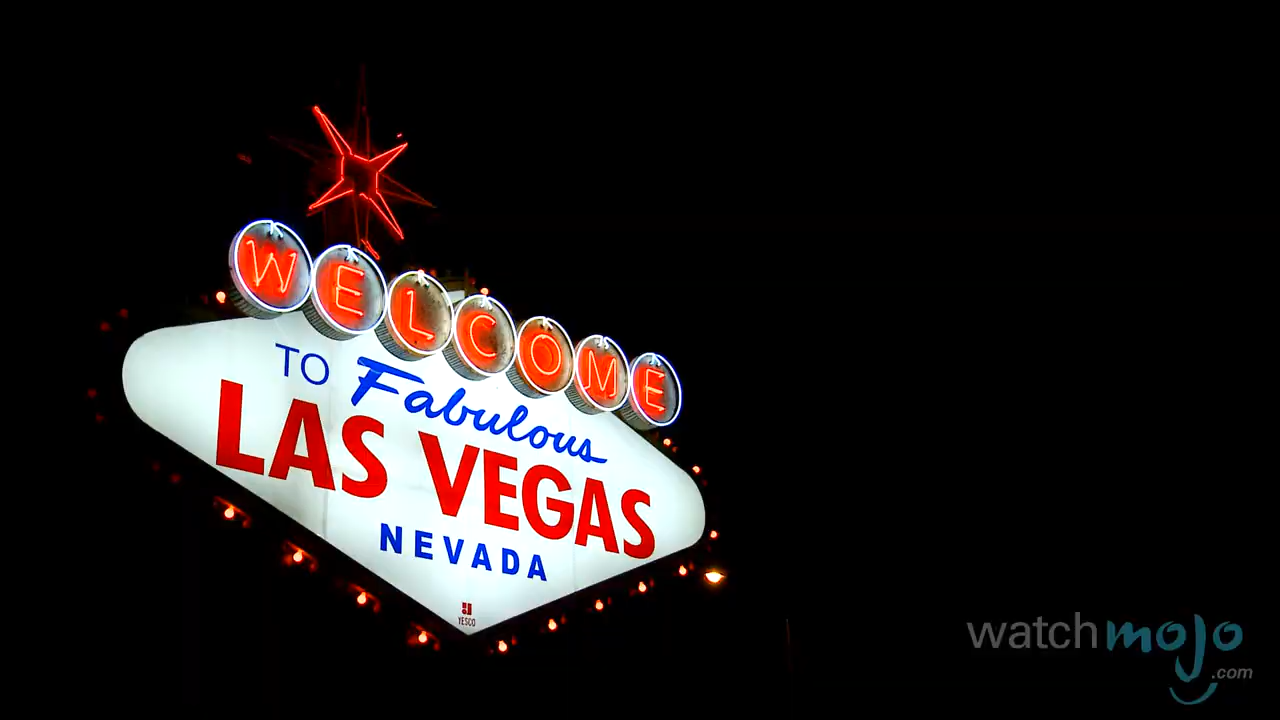 WELCOME
TO Fabulous
LAS VEGAS
NEVADA
YESCO
watchmojo
.com